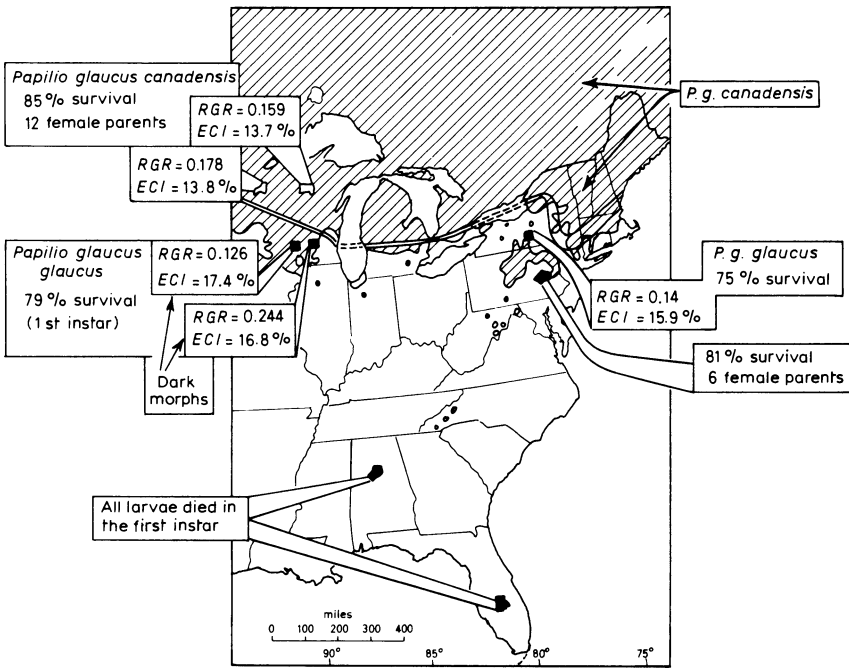 Papilio glaucus canadensis
85% survival
12 female parents
RGR = 0.159
ECI = 13.7%
RGR = 0.178
ECI = 13.8%
P. g. canadensis
Papilio glaucus
glaucus
79% survival
(1st instar)
RGR = 0.126
ECI = 17.4%
RGR = 0.244
ECI = 16.8%
Dark
morphs
P. g. glaucus
75% survival
RGR = 0.14
ECI = 15.9%
81% survival
6 female parents
All larvae died in
the first instar
miles
0 100 200 300 400
90° 85° 80° 75°